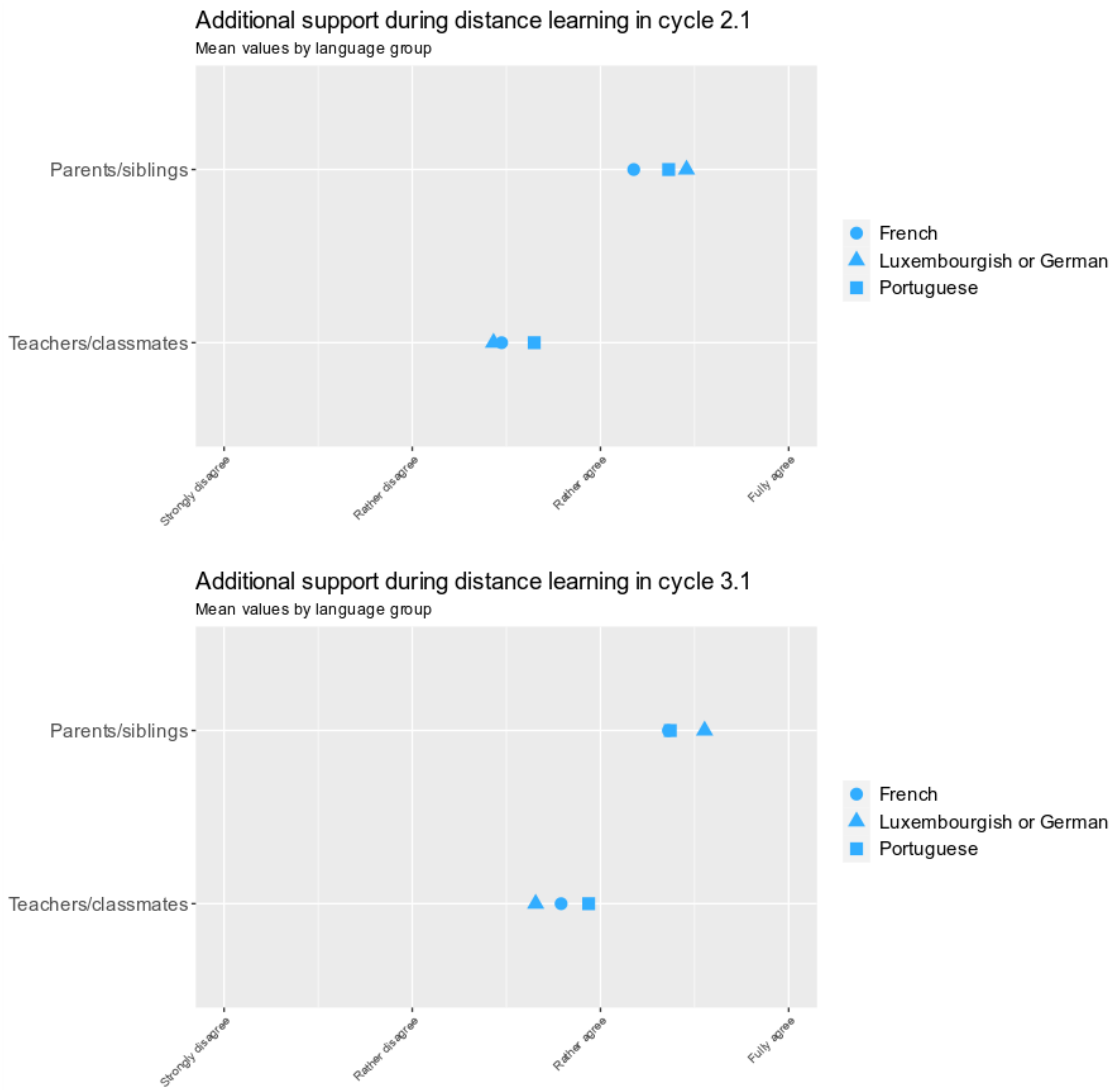 Additional support during distance learning in cycle 2.1
Mean values by language group
Parents/siblings
Teachers/classmates
Strongly disagree
Rather disagree
Rather agree
Fully agree
French
Luxembourgish or German
Portuguese
Additional support during distance learning in cycle 3.1
Mean values by language group
Parents/siblings
Teachers/classmates
Strongly disagree
Rather disagree
Rather agree
Fully agree
French
Luxembourgish or German
Portuguese